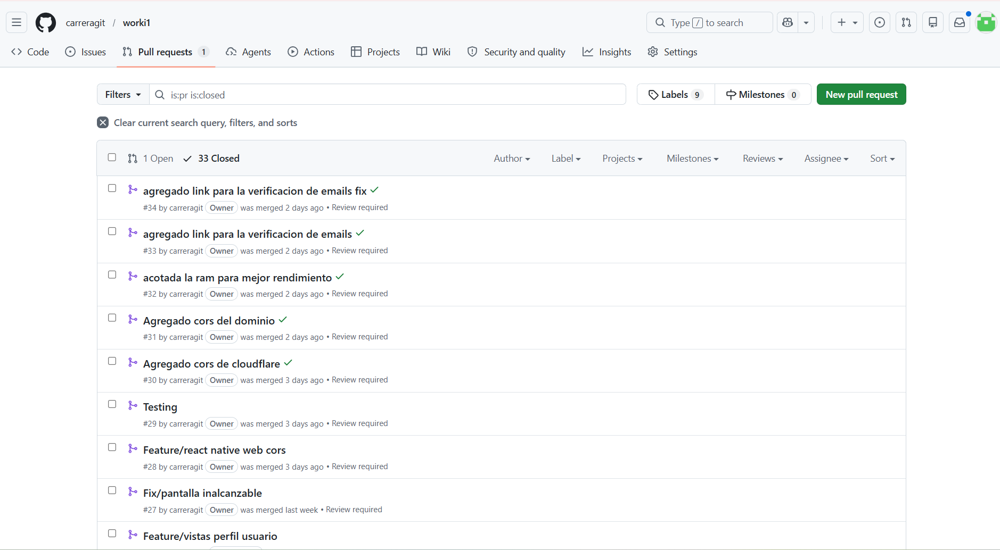 carreragit / worki1
Type / to search
Code Issues Pull requests 1 Agents Actions Projects Wiki Security and quality Insights Settings
Filters is:pr is:closed Labels 9 Milestones 0 New pull request
Clear current search query, filters, and sorts
1 Open 33 Closed Author Label Projects Milestones Reviews Assignee Sort
agregado link para la verificacion de emails fix
#34 by carreragit Owner was merged 2 days ago • Review required
agregado link para la verificacion de emails
#33 by carreragit Owner was merged 2 days ago • Review required
acotada la ram para mejor rendimiento
#32 by carreragit Owner was merged 2 days ago • Review required
Agregado cors del dominio
#31 by carreragit Owner was merged 2 days ago • Review required
Agregado cors de cloudflare
#30 by carreragit Owner was merged 3 days ago • Review required
Testing
#29 by carreragit Owner was merged 3 days ago • Review required
Feature/react native web cors
#28 by carreragit Owner was merged 3 days ago • Review required
Fix/pantalla inalcanzable
#27 by carreragit Owner was merged last week • Review required
Feature/vistas perfil usuario